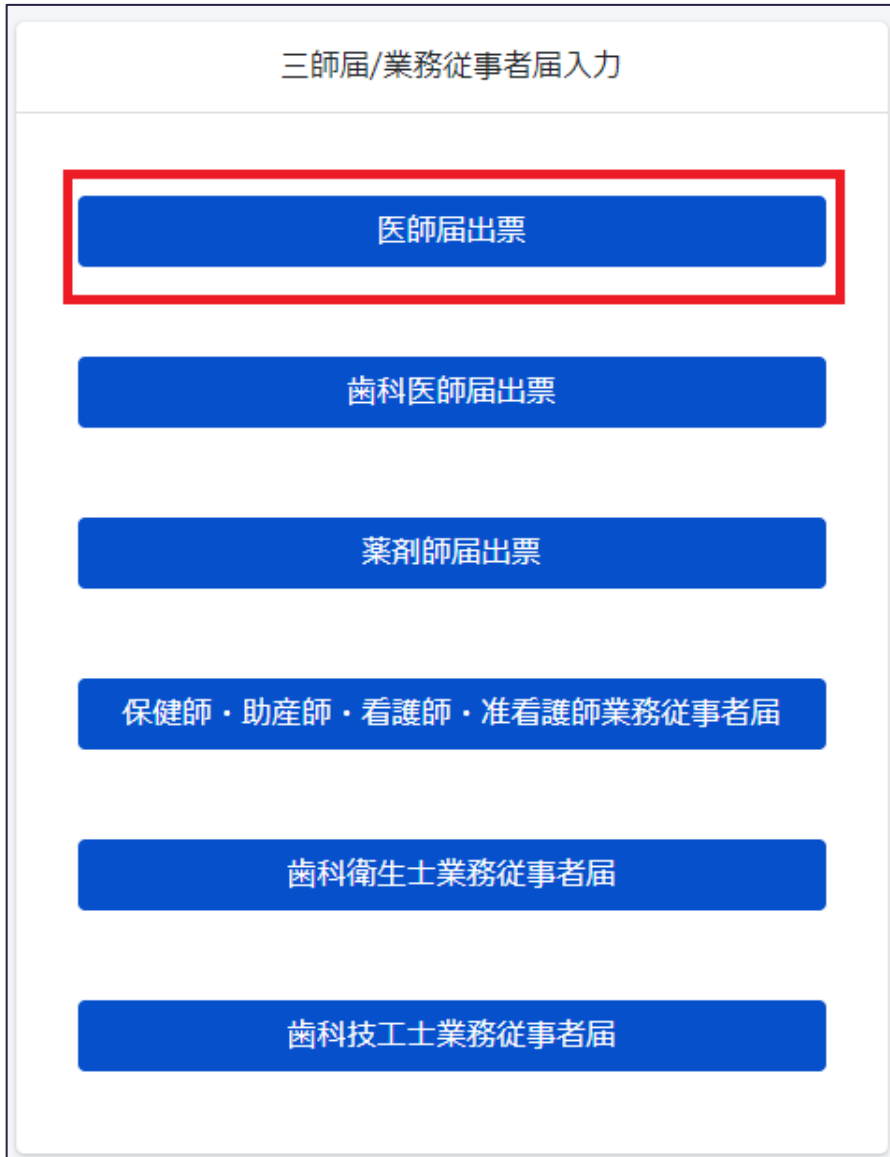 三師届/業務従事者届入力
医師届出票
歯科医師届出票
薬剤師届出票
保健師・助産師・看護師・准看護師業務従事者届
歯科衛生士業務従事者届
歯科技工士業務従事者届